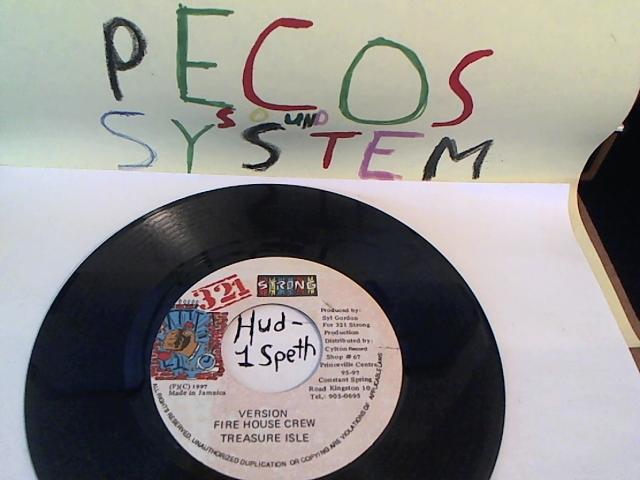 PECOS
SOUND
SYSTEM
321 STRONG
Hud-
1 Speth
Produced by:
Syl Gordon
For 321 Strong
Production
Distributed by:
Cylton Record
Shop # 67
Princeville Centre
95-97
Constant Spring
Road Kingston 10
Tel.: 905-0695
(P)(C) 1997
Made in Jamaica
VERSION
FIRE HOUSE CREW
TREASURE ISLE
ALL RIGHTS RESERVED, UNAUTHORIZED DUPLICATION OR COPYING ARE VIOLATIONS OF APPLICABLE LAWS